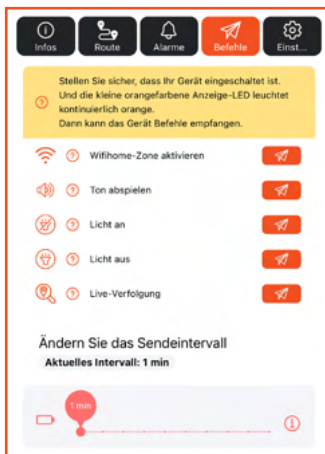 Infos
Route
Alarme
Befehle
Einst...
Stellen Sie sicher, dass Ihr Gerät eingeschaltet ist.
Und die kleine orangefarbene Anzeige-LED leuchtet
kontinuierlich orange.
Dann kann das Gerät Befehle empfangen.
Wifihome-Zone aktivieren
Ton abspielen
Licht an
Licht aus
Live-Verfolgung
Ändern Sie das Sendeintervall
Aktuelles Intervall: 1 min
1 min